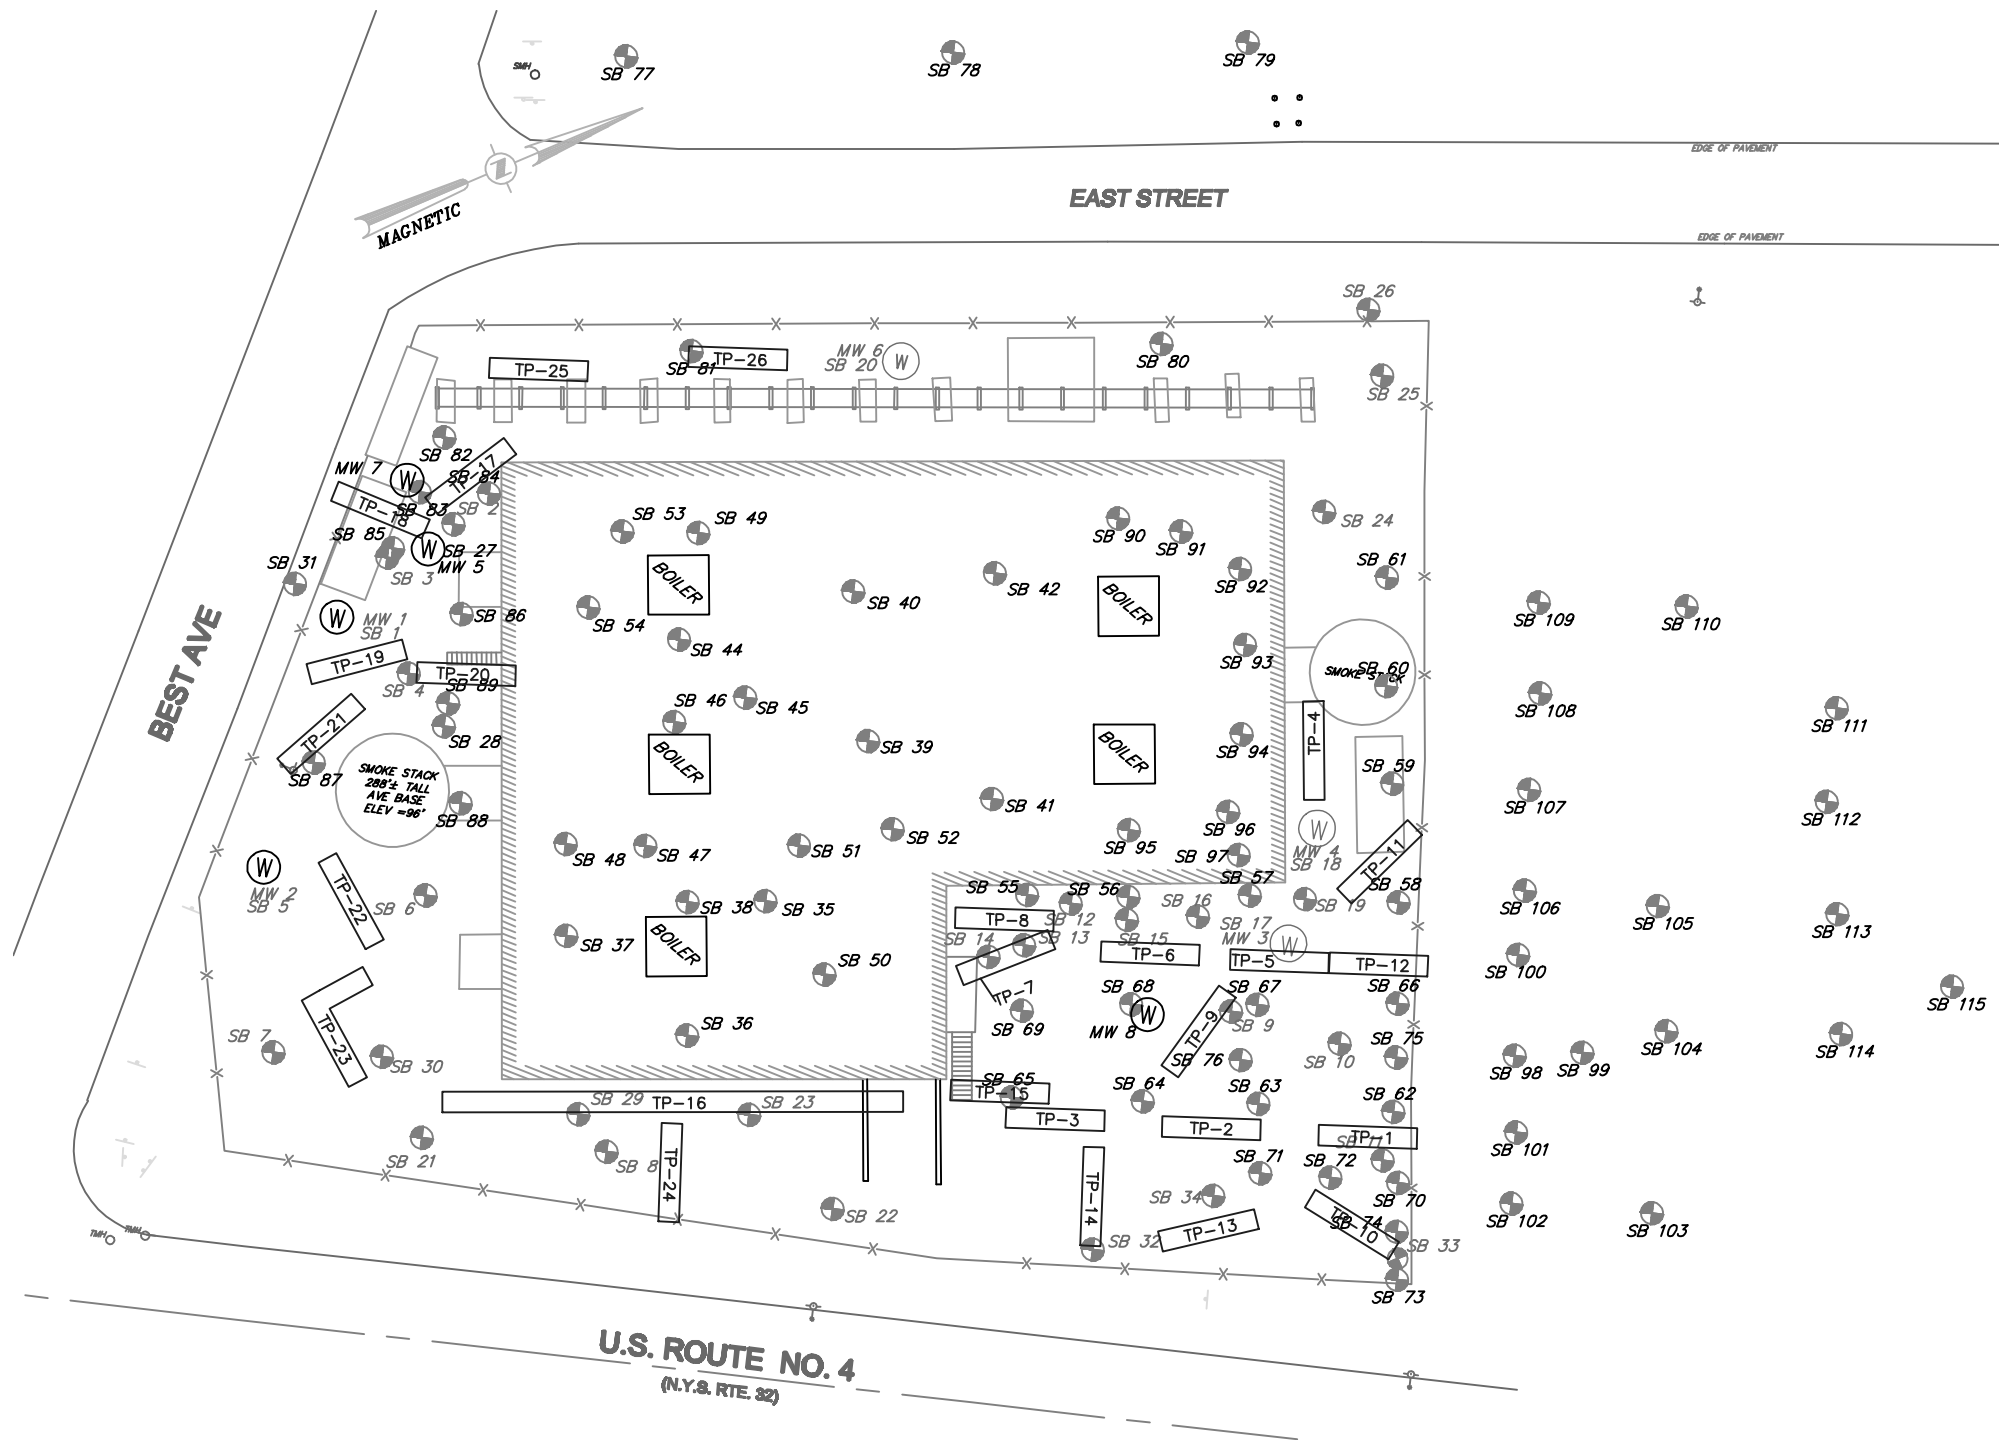 SMH
SB 77
SB 78
SB 79
EDGE OF PAVEMENT
EAST STREET
MAGNETIC
EDGE OF PAVEMENT
SB 26
MW 6
SB 20
TP-25
SB 81
TP-26
SB 80
SB 25
SB 82
MW 7
SB 84
TP-17
SB 2
TP-18
SB 83
SB 85
SB 27
MW 5
SB 3
SB 31
SB 53
SB 49
SB 90
SB 91
SB 24
SB 61
SB 92
BOILER
BOILER
SB 40
SB 42
SB 54
SB 86
MW 1
SB 1
SB 44
SB 109
SB 110
TP-19
TP-20
SB 4
SB 89
SB 93
SB 60
SMOKE STACK
BEST AVE
TP-21
SB 28
SB 46
SB 45
SB 39
BOILER
BOILER
SB 94
TP-4
SB 108
SB 111
SB 87
SMOKE STACK
288'± TALL
AVE BASE
ELEV =96'
SB 88
SB 41
SB 59
SB 107
SB 112
SB 48
SB 47
SB 51
SB 52
SB 95
SB 96
SB 97
MW 4
SB 18
TP-11
MW 2
SB 5
TP-22
SB 6
SB 38
SB 35
SB 55
SB 56
SB 57
SB 58
SB 16
SB 19
SB 106
SB 105
SB 113
TP-8
SB 12
SB 17
SB 37
BOILER
SB 14
SB 13
SB 15
MW 3
TP-6
TP-5
TP-12
SB 100
SB 50
TP-7
SB 68
SB 67
SB 66
SB 115
SB 69
MW 8
TP-9
SB 9
SB 36
SB 7
TP-23
SB 30
SB 76
SB 10
SB 75
SB 98
SB 99
SB 104
SB 114
SB 65
TP-15
SB 64
SB 63
SB 62
SB 29
TP-16
SB 23
TP-3
TP-2
TP-1
SB 11
SB 101
SB 21
SB 8
TP-24
SB 71
SB 72
SB 70
TP-14
SB 34
SB 22
TP-13
SB 74
TP-10
SB 102
SB 103
SB 32
SB 33
SB 73
TMH
TMH
U.S. ROUTE NO. 4
(N.Y.S. RTE. 32)